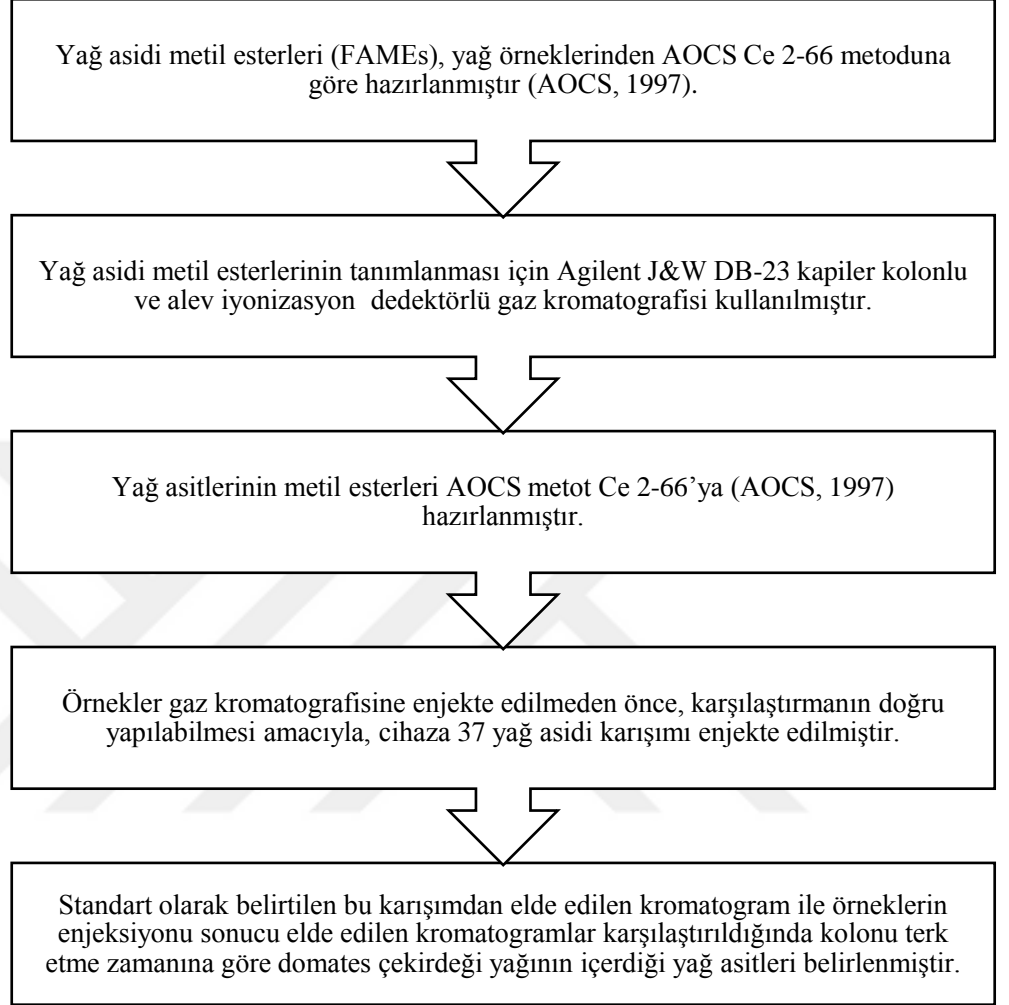 Yağ asidi metil esterleri (FAMEs), yağ örneklerinden AOCS Ce 2-66 metoduna
göre hazırlanmıştır (AOCS, 1997).
Yağ asidi metil esterlerinin tanımlanması için Agilent J&W DB-23 kapiler kolonlu
ve alev iyonizasyon dedektörlü gaz kromatografisi kullanılmıştır.
Yağ asitlerinin metil esterleri AOCS metot Ce 2-66’ya (AOCS, 1997)
hazırlanmıştır.
Örnekler gaz kromatografisine enjekte edilmeden önce, karşılaştırmanın doğru
yapılabilmesi amacıyla, cihaza 37 yağ asidi karışımı enjekte edilmiştir.
Standart olarak belirtilen bu karışımdan elde edilen kromatogram ile örneklerin
enjeksiyonu sonucu elde edilen kromatogramlar karşılaştırıldığında kolonu terk
etme zamanına göre domates çekirdeği yağının içerdiği yağ asitleri belirlenmiştir.